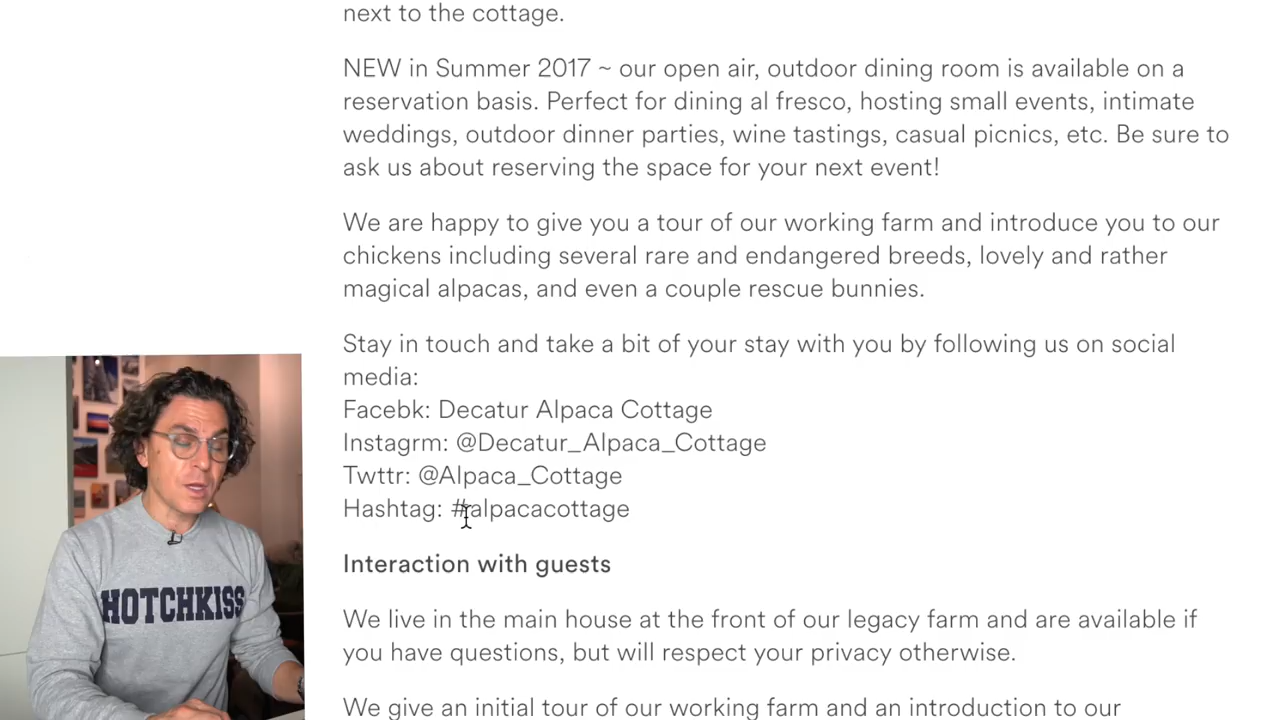 next to the cottage.
NEW in Summer 2017 ~ our open air, outdoor dining room is available on a
reservation basis. Perfect for dining al fresco, hosting small events, intimate
weddings, outdoor dinner parties, wine tastings, casual picnics, etc. Be sure to
ask us about reserving the space for your next event!
We are happy to give you a tour of our working farm and introduce you to our
chickens including several rare and endangered breeds, lovely and rather
magical alpacas, and even a couple rescue bunnies.
Stay in touch and take a bit of your stay with you by following us on social
media:
Facebk: Decatur Alpaca Cottage
Instagrm: @Decatur_Alpaca_Cottage
Twttr: @Alpaca_Cottage
Hashtag: #alpacacottage
Interaction with guests
We live in the main house at the front of our legacy farm and are available if
you have questions, but will respect your privacy otherwise.
We give an initial tour of our working farm and an introduction to our
HOTCHKISS